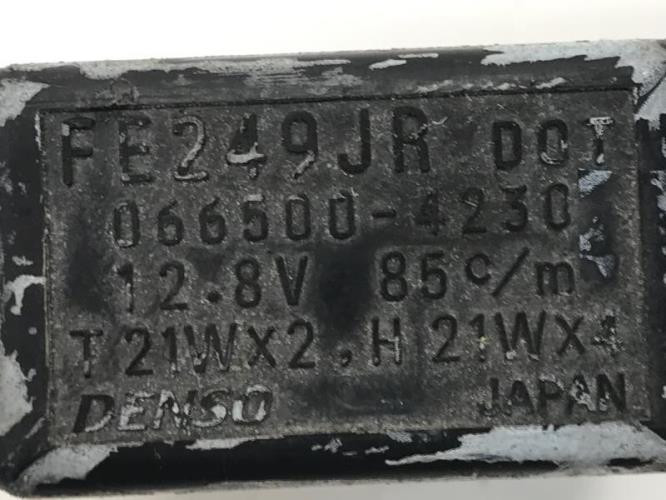 FE249JR DOT
066500-4230
12.8V 85c/m
T 21WX2, H 21WX4
DENSO JAPAN